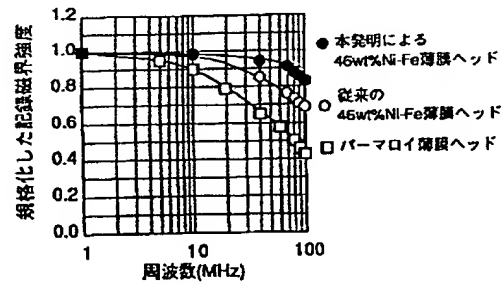 規格化した記録磁界強度
1.2
1.0
0.8
0.6
0.4
0.2
0.0
1
10
100
周波数(MHz)
● 本発明による
46wt%Ni-Fe薄膜ヘッド
○ 従来の
46wt%Ni-Fe薄膜ヘッド
□ パーマロイ薄膜ヘッド